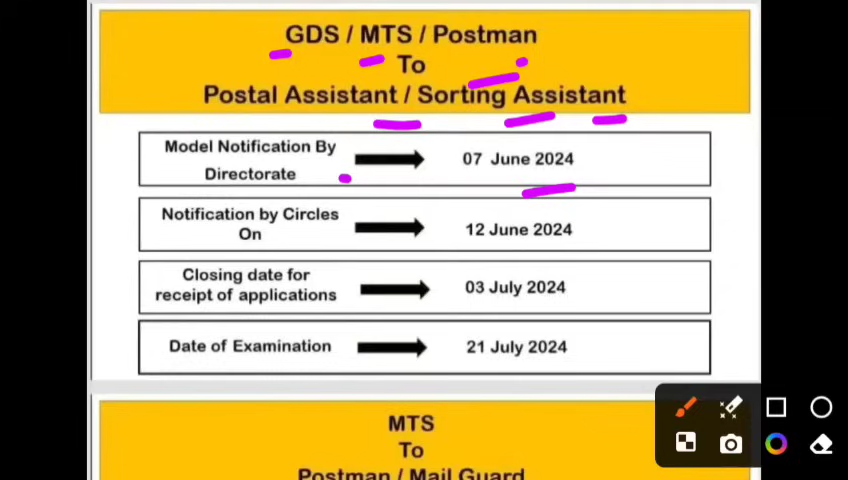 GDS / MTS / Postman
To
Postal Assistant / Sorting Assistant
Model Notification By
Directorate
07 June 2024
Notification by Circles
On
12 June 2024
Closing date for
receipt of applications
03 July 2024
Date of Examination
21 July 2024
MTS
To
Postman / Mail Guard